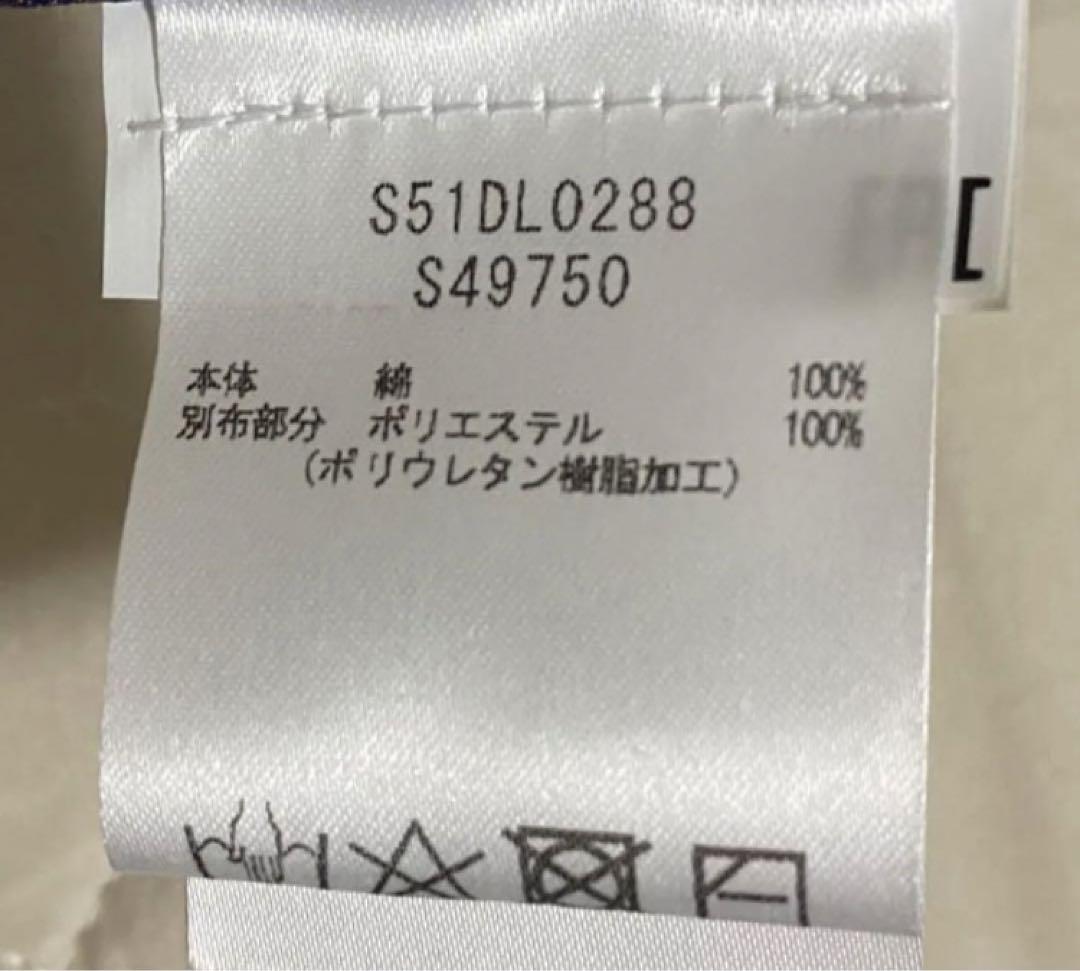 S51DL0288
S49750
本体 綿 100%
別布部分 ポリエステル 100%
(ポリウレタン樹脂加工)